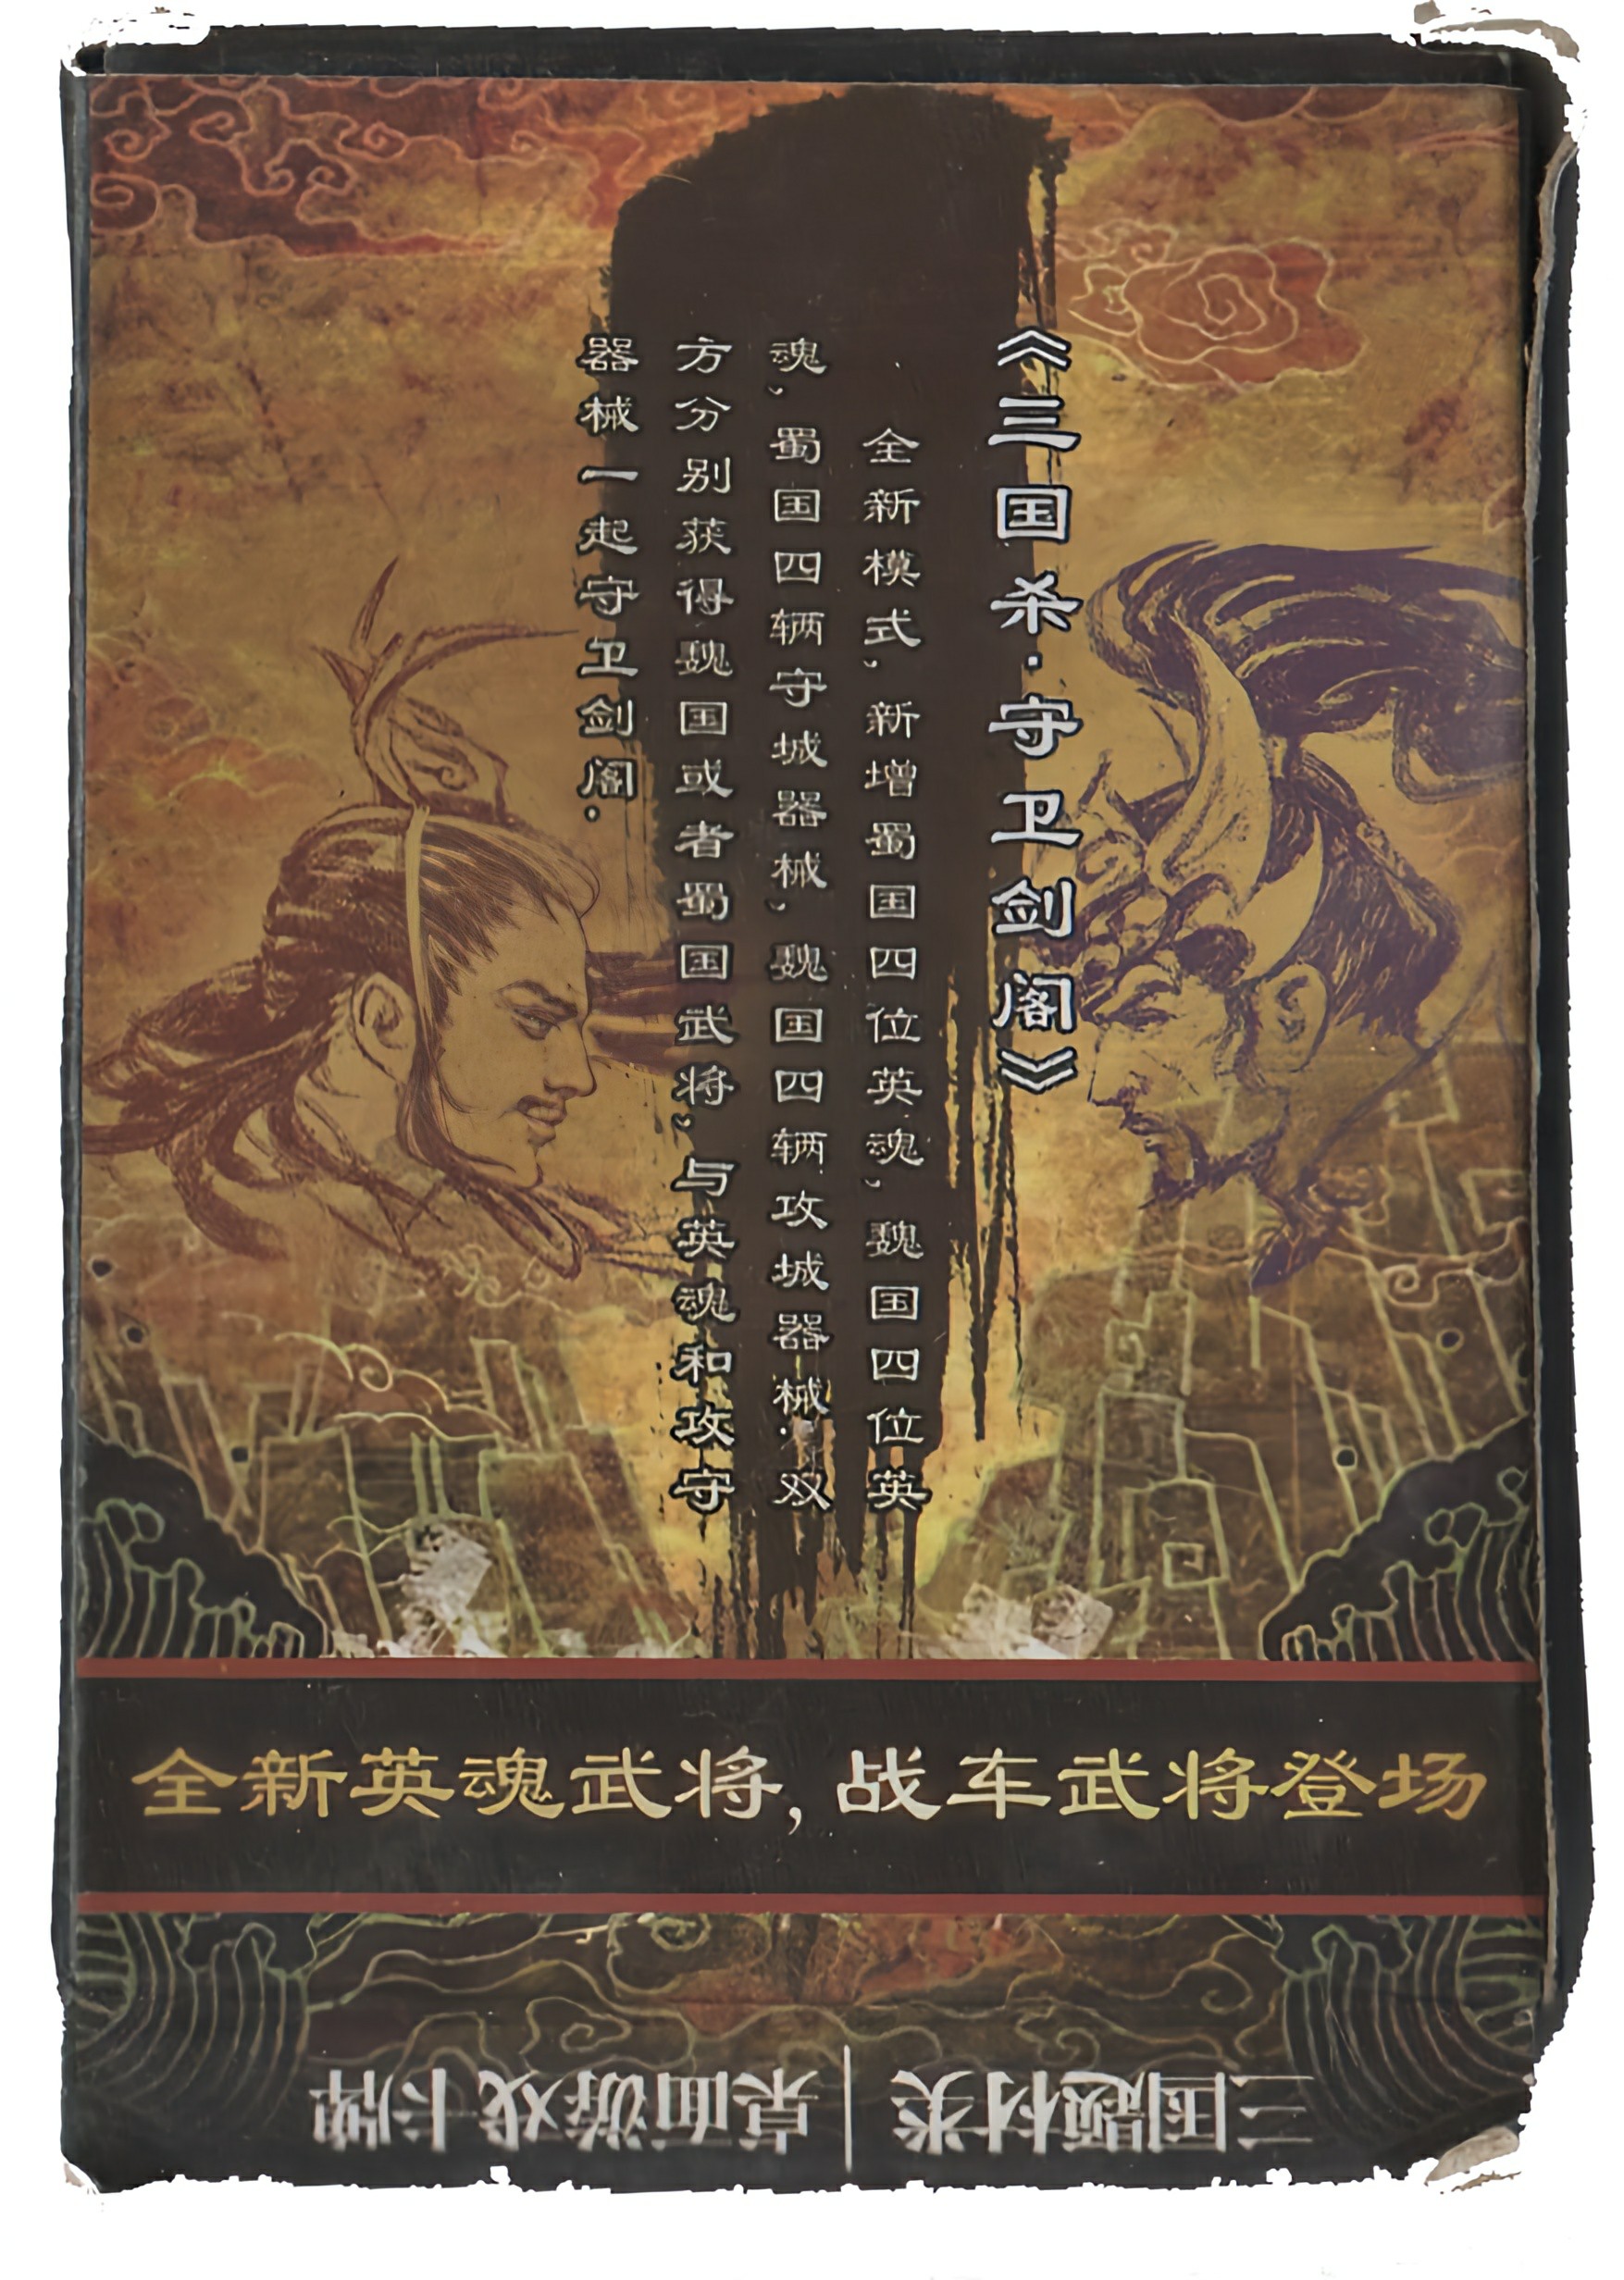 《三国杀·守卫剑阁》
全新模式,新增蜀国四位英魂,魏国四位英
魂,蜀国四辆守城器械,魏国四辆攻城器械.双
方分别获得魏国或者蜀国武将,与英魂和攻守
器械一起守卫剑阁.
全新英魂武将,战车武将登场
三国题材类|桌面游戏卡牌